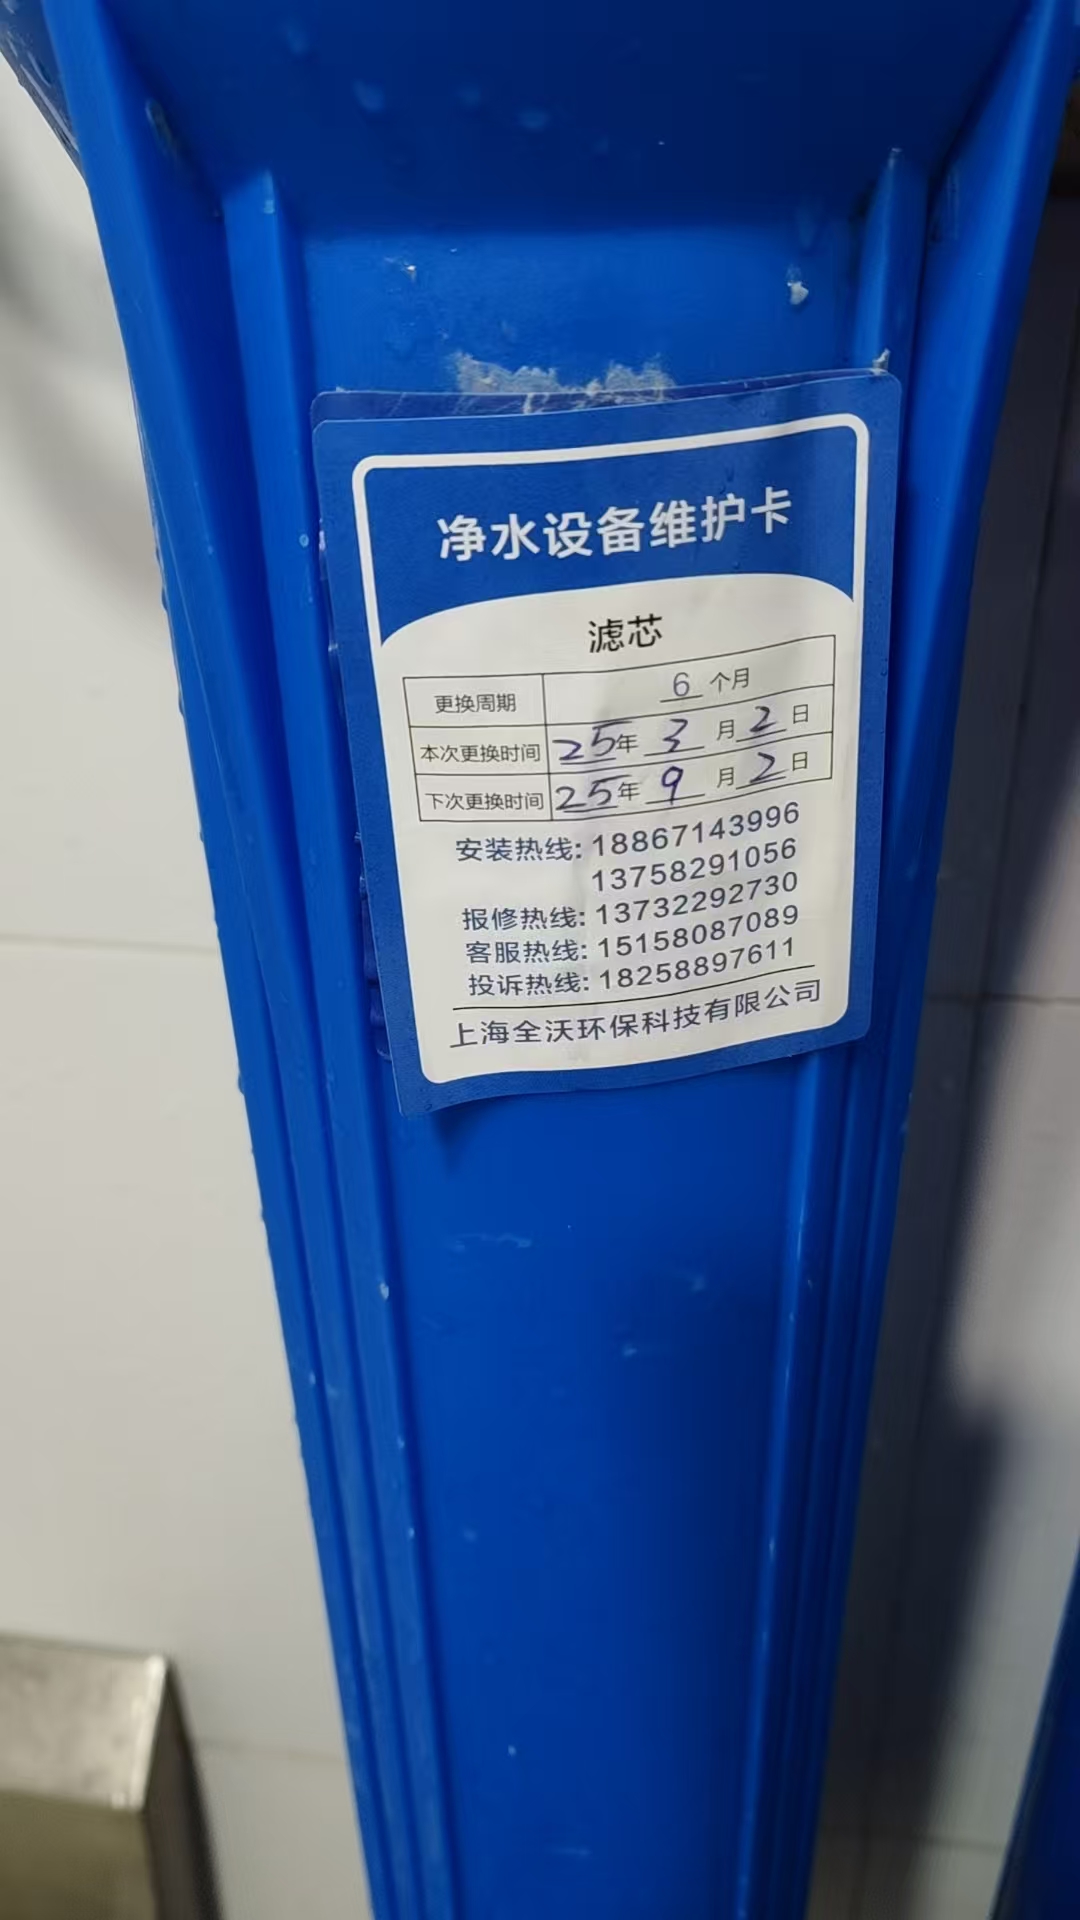 净水设备维护卡
滤芯
更换周期 6 个月
本次更换时间 25年 3 月 2 日
下次更换时间 25年 9 月 2 日
安装热线: 18867143996
13758291056
报修热线: 13732292730
客服热线: 15158087089
投诉热线: 18258897611
上海全沃环保科技有限公司